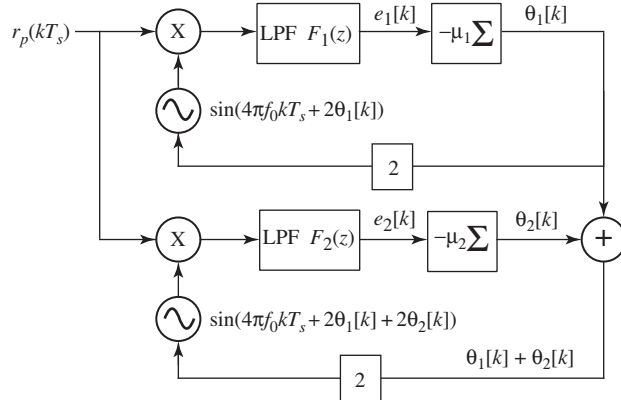 r_p(kT_s)
X
LPF F_1(z)
e_1[k]
−μ_1Σ
θ_1[k]
sin(4πf_0kT_s + 2θ_1[k])
2
X
LPF F_2(z)
e_2[k]
−μ_2Σ
θ_2[k]
+
sin(4πf_0kT_s + 2θ_1[k] + 2θ_2[k])
θ_1[k] + θ_2[k]
2